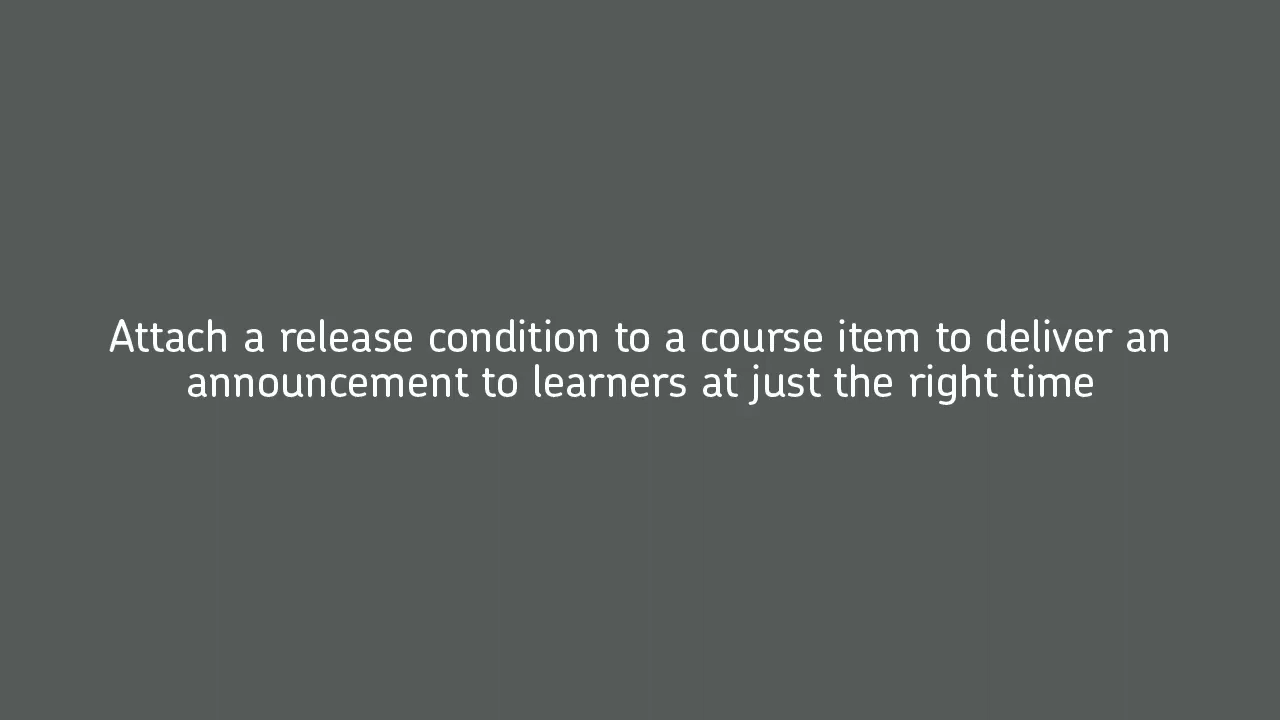 Attach a release condition to a course item to deliver an
announcement to learners at just the right time